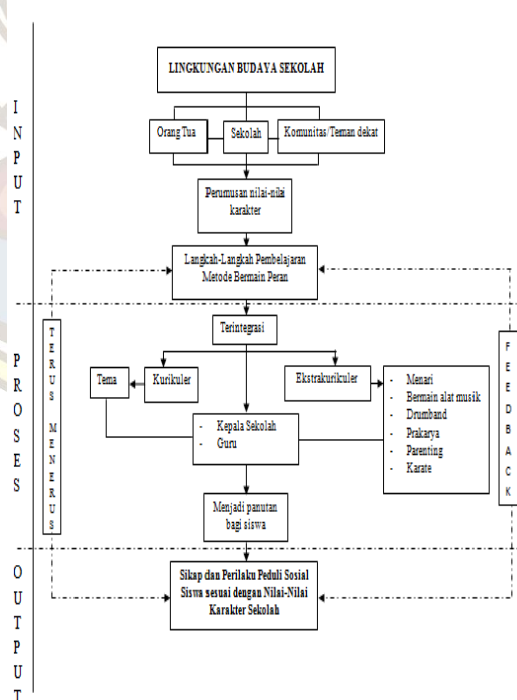 INPUT
LINGKUNGAN BUDAYA SEKOLAH
Orang Tua
Sekolah
Komunitas/Teman dekat
Perumusan nilai-nilai
karakter
Langkah-Langkah Pembelajaran
Metode Bermain Peran
PROSES
TERUS MENERUS
Terintegrasi
Tema
Kurikuler
Ekstrakurikuler
- Menari
- Bermain alat musik
- Drumband
- Prakarya
- Parenting
- Karate
- Kepala Sekolah
- Guru
Menjadi panutan
bagi siswa
FEEDBACK
OUTPUT
Sikap dan Perilaku Peduli Sosial
Siswa sesuai dengan Nilai-Nilai
Karakter Sekolah